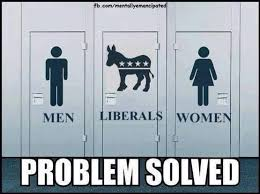 fb.com/mentallyemancipated
MEN
LIBERALS
WOMEN
PROBLEM SOLVED